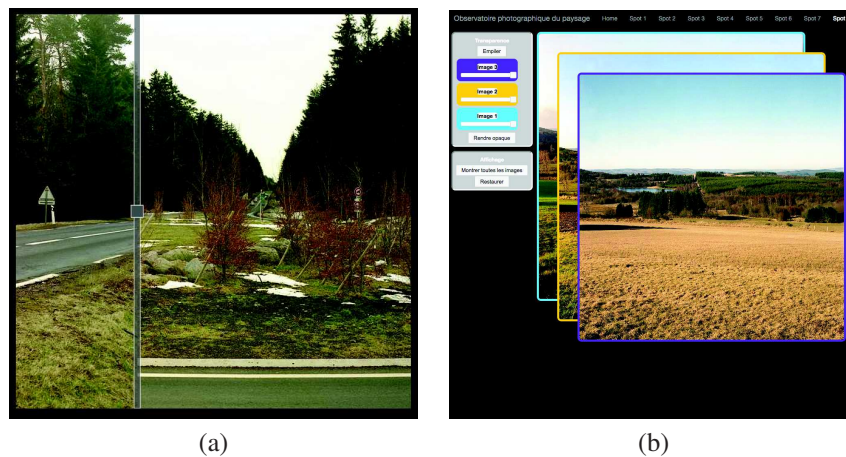 Observatoire photographique du paysage Home Spot 1 Spot 2 Spot 3 Spot 4 Spot 5 Spot 6 Spot 7 Spot
Transparence
Empiler
Image 3
Image 2
Image 1
Rendre opaque
Affichage
Montrer toutes les images
Restaurer
(a)
(b)